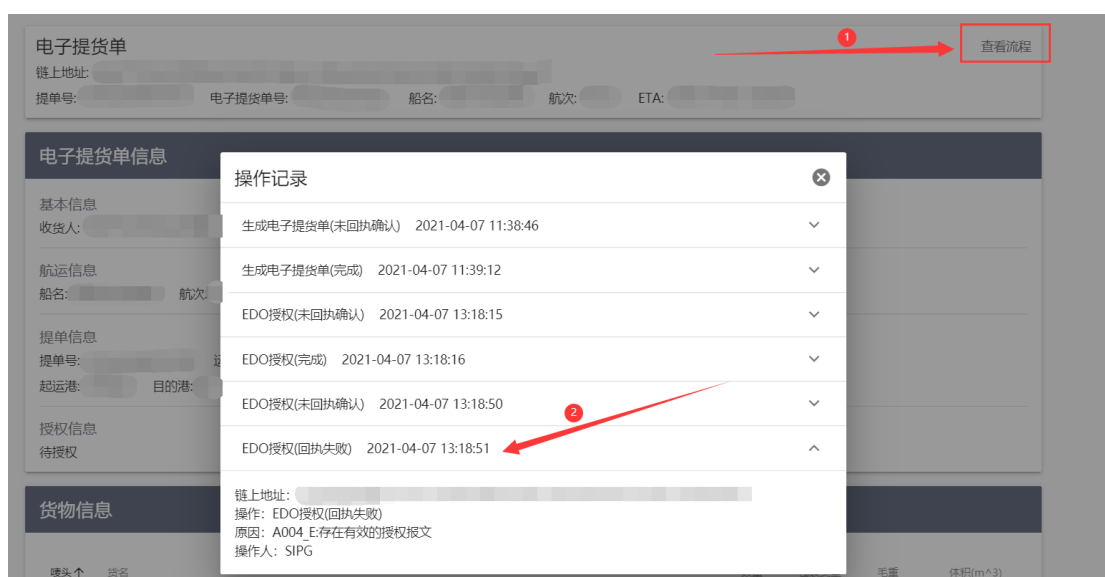 电子提货单
1
查看流程
链上地址:
提单号: 电子提货单号: 船名: 航次: ETA:
电子提货单信息
基本信息
收货人:
航运信息
船名: 航次:
提单信息
提单号:
起运港: 目的港:
授权信息
待授权
货物信息
唛头↑ 货名 毛重 体积(m^3)
操作记录
生成电子提货单(未回执确认) 2021-04-07 11:38:46
生成电子提货单(完成) 2021-04-07 11:39:12
EDO授权(未回执确认) 2021-04-07 13:18:15
EDO授权(完成) 2021-04-07 13:18:16
EDO授权(未回执确认) 2021-04-07 13:18:50
2
EDO授权(回执失败) 2021-04-07 13:18:51
链上地址:
操作: EDO授权(回执失败)
原因: A004_E:存在有效的授权报文
操作人: SIPG